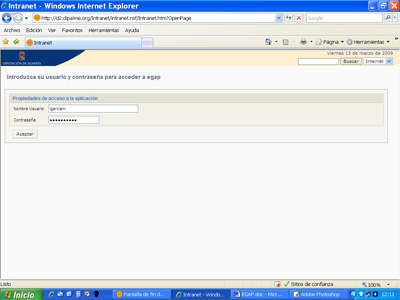 Intranet - Windows Internet Explorer
http://d2.dipalme.org/Intranet/intranet.nsf/Intranet.htm?OpenPage
Google
Archivo Edición Ver Favoritos Herramientas Ayuda
Intranet
Página
Herramientas
DIPUTACIÓN DE ALMERÍA
Viernes 13 de marzo de 2009
Buscar
Internet
Introduzca su usuario y contraseña para acceder a egap
Propiedades de acceso a la aplicación
Nombre Usuario:
Contraseña:
Aceptar
Listo
Sitios de confianza
100%
Inicio
Pantalla de fin d...
Intranet - Windo...
EGAP.doc - Micr...
Adobe Photoshop
12:11